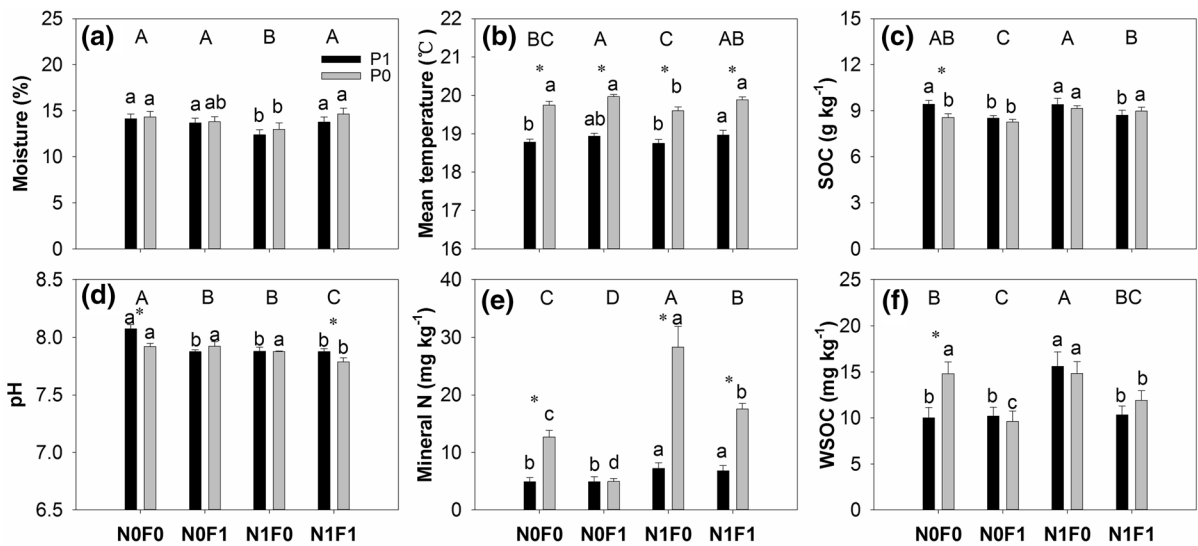 (a)
A A B A
P1
P0
a a a ab b b a a
25
20
15
10
5
0
Moisture (%)
(b)
BC A C AB
* * * *
b a ab a b b a a
22
21
20
19
18
17
16
Mean temperature (℃)
(c)
AB C A B
*
a b b b a a b a
15
12
9
6
3
0
SOC (g kg-1)
(d)
A B B C
* *
a a b a b a b b
8.5
8.0
7.5
7.0
6.5
pH
N0F0 N0F1 N1F0 N1F1
(e)
C D A B
* * *
b c b d a a a b
40
30
20
10
0
Mineral N (mg kg-1)
N0F0 N0F1 N1F0 N1F1
(f)
B C A BC
*
b a b c a a b b
25
20
15
10
5
0
WSOC (mg kg-1)
N0F0 N0F1 N1F0 N1F1